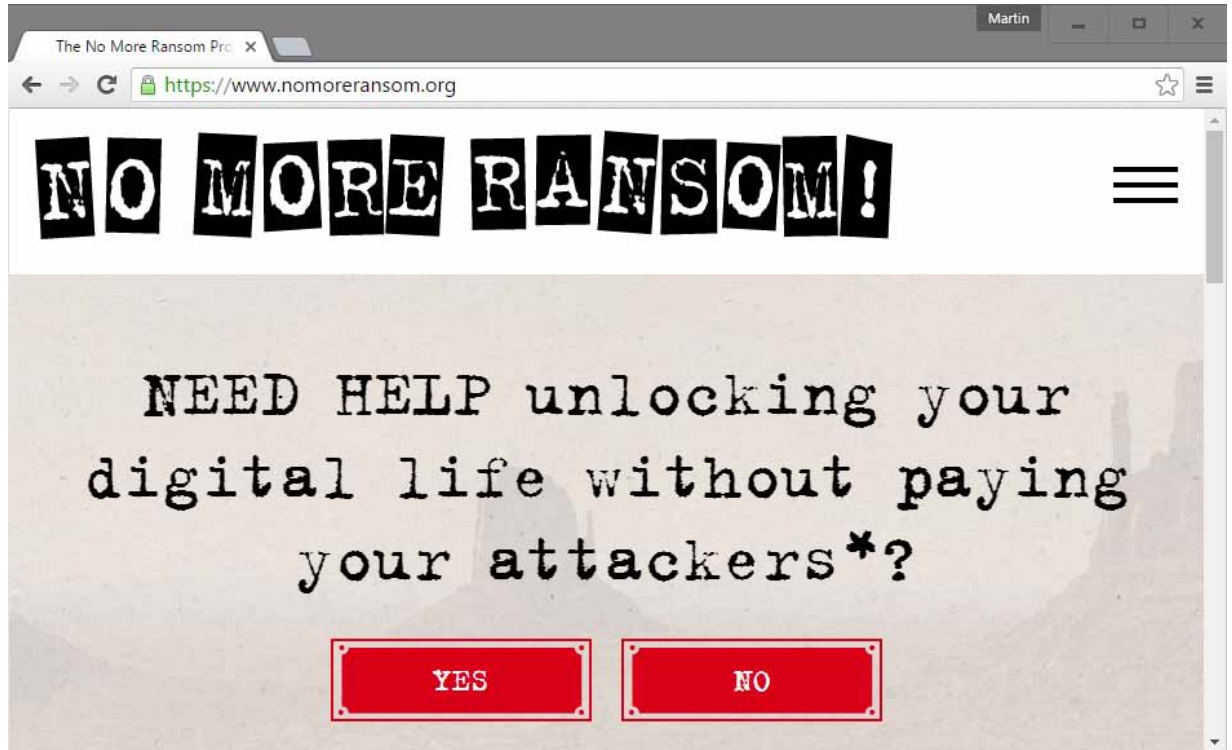 Martin
The No More Ransom Pro
https://www.nomoreransom.org
NO MORE RANSOM!
NEED HELP unlocking your
digital life without paying
your attackers*?
YES NO